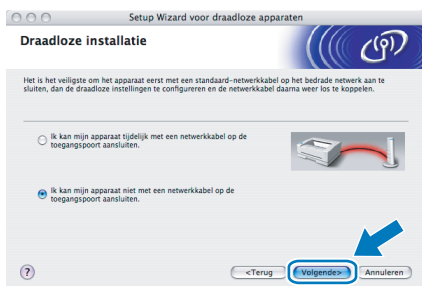 Setup Wizard voor draadloze apparaten
Draadloze installatie
Het is het veiligste om het apparaat eerst met een standaard-netwerkkabel op het bedrade netwerk aan te
sluiten, dan de draadloze instellingen te configureren en de netwerkkabel daarna weer los te koppelen.
Ik kan mijn apparaat tijdelijk met een netwerkkabel op de
toegangspoort aansluiten.
Ik kan mijn apparaat niet met een netwerkkabel op de
toegangspoort aansluiten.
?
<Terug
Volgende>
Annuleren